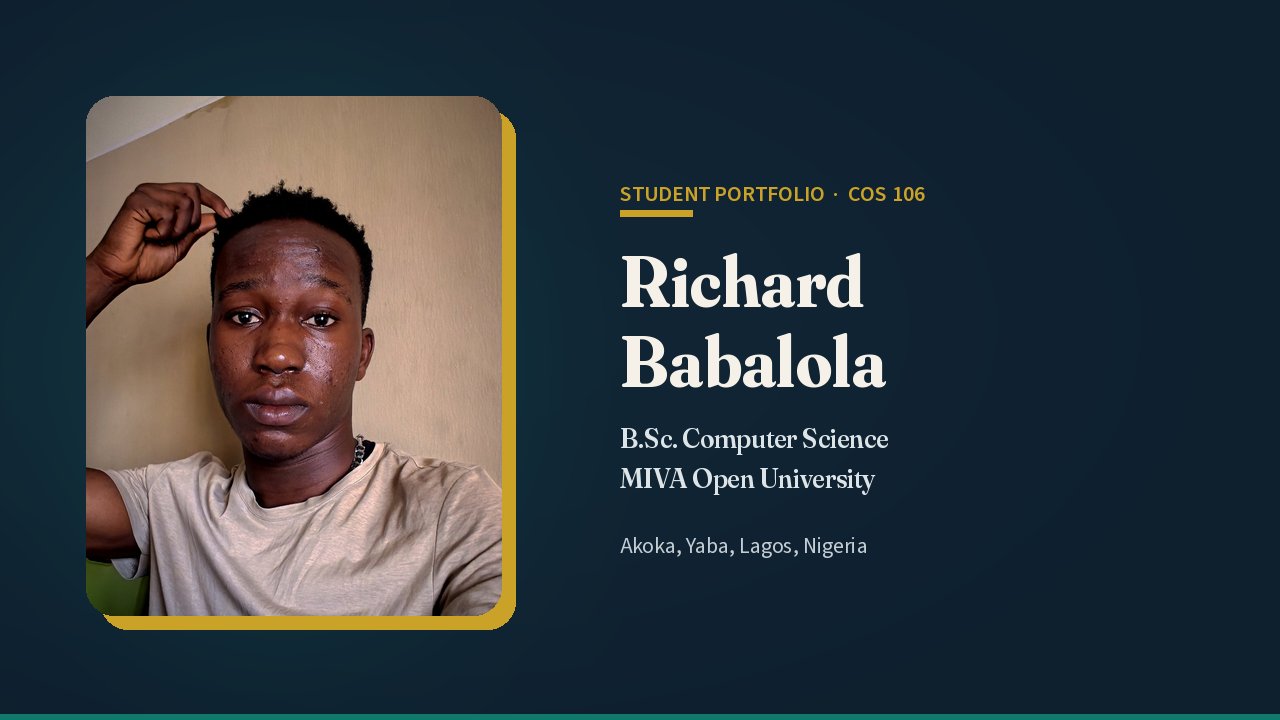 STUDENT PORTFOLIO · COS 106
Richard
Babalola
B.Sc. Computer Science
MIVA Open University
Akoka, Yaba, Lagos, Nigeria